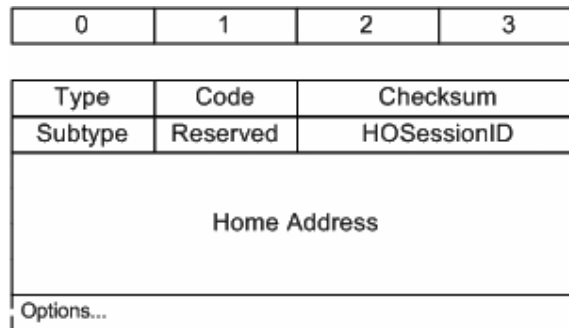 0 1 2 3
Type Code Checksum
Subtype Reserved HOSessionID
Home Address
Options...